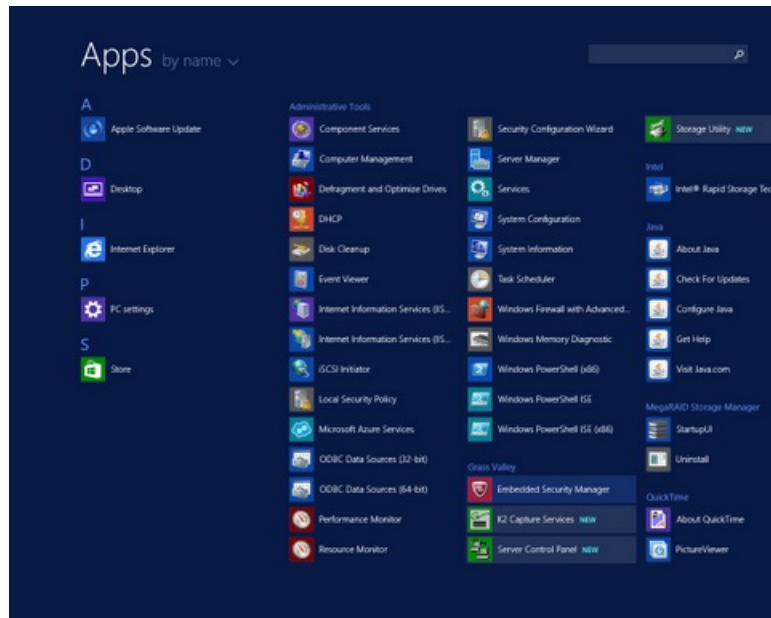 Apps by name
A
Apple Software Update
D
Desktop
I
Internet Explorer
P
PC settings
S
Store
Administrative Tools
Component Services
Computer Management
Defragment and Optimize Drives
DHCP
Disk Cleanup
Event Viewer
Internet Information Services (IIS...
Internet Information Services (IIS...
iSCSI Initiator
Local Security Policy
Microsoft Azure Services
ODBC Data Sources (32-bit)
ODBC Data Sources (64-bit)
Performance Monitor
Resource Monitor
Security Configuration Wizard
Server Manager
Services
System Configuration
System Information
Task Scheduler
Windows Firewall with Advanced...
Windows Memory Diagnostic
Windows PowerShell (x86)
Windows PowerShell ISE
Windows PowerShell ISE (x86)
Grass Valley
Embedded Security Manager
K2 Capture Services NEW
Server Control Panel NEW
Storage Utility NEW
Intel
Intel® Rapid Storage Tec
Java
About Java
Check For Updates
Configure Java
Get Help
Visit Java.com
MegaRAID Storage Manager
StartupUI
Uninstall
QuickTime
About QuickTime
PictureViewer